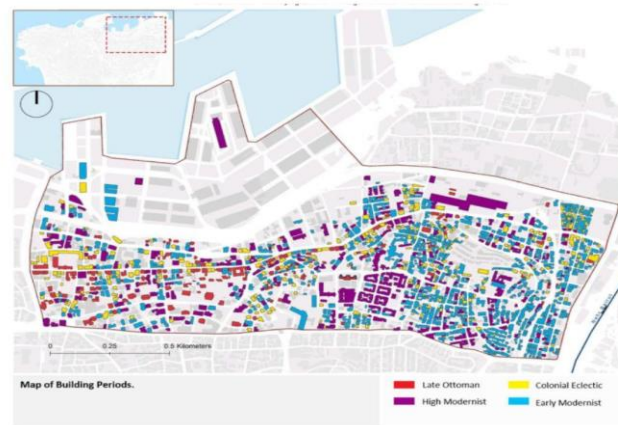 0
0.25
0.5 Kilometers
Map of Building Periods.
Late Ottoman
Colonial Eclectic
High Modernist
Early Modernist